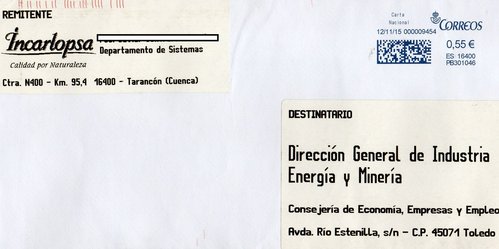 REMITENTE
Incarlopsa
Calidad por Naturaleza
Departamento de Sistemas
Ctra. N400 - Km. 95,4 16400 - Tarancón (Cuenca)
Carta
Nacional
12/11/15 000009454
CORREOS
0,55 €
ES 16400
PB301046
DESTINATARIO
Dirección General de Industria
Energía y Minería
Consejería de Economía, Empresas y Empleo
Avda. Río Estenilla, s/n - C.P. 45071 Toledo